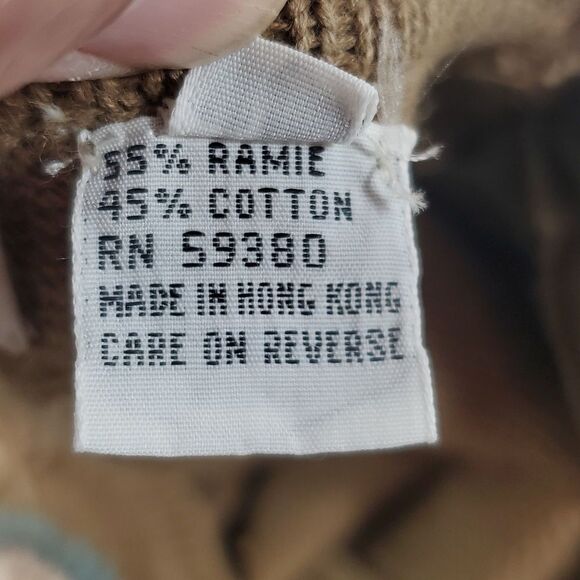 55% RAMIE
45% COTTON
RN 59380
MADE IN HONG KONG
CARE ON REVERSE